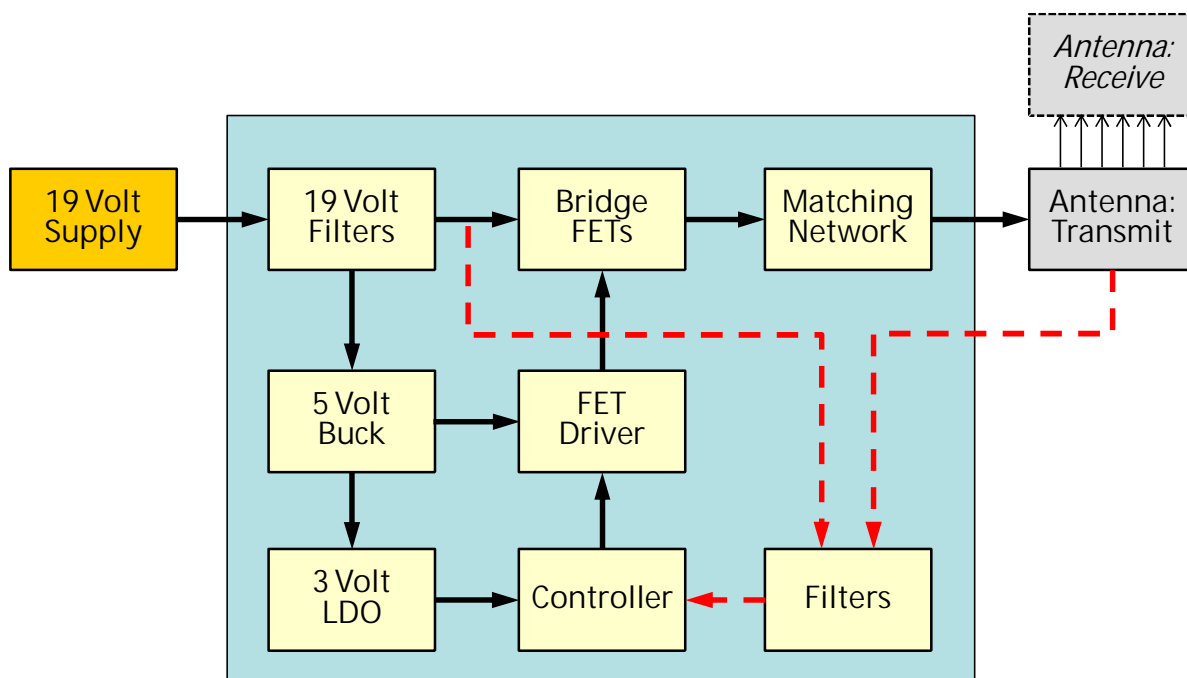 Antenna:
Receive
19 Volt
Supply
19 Volt
Filters
Bridge
FETs
Matching
Network
Antenna:
Transmit
5 Volt
Buck
FET
Driver
3 Volt
LDO
Controller
Filters